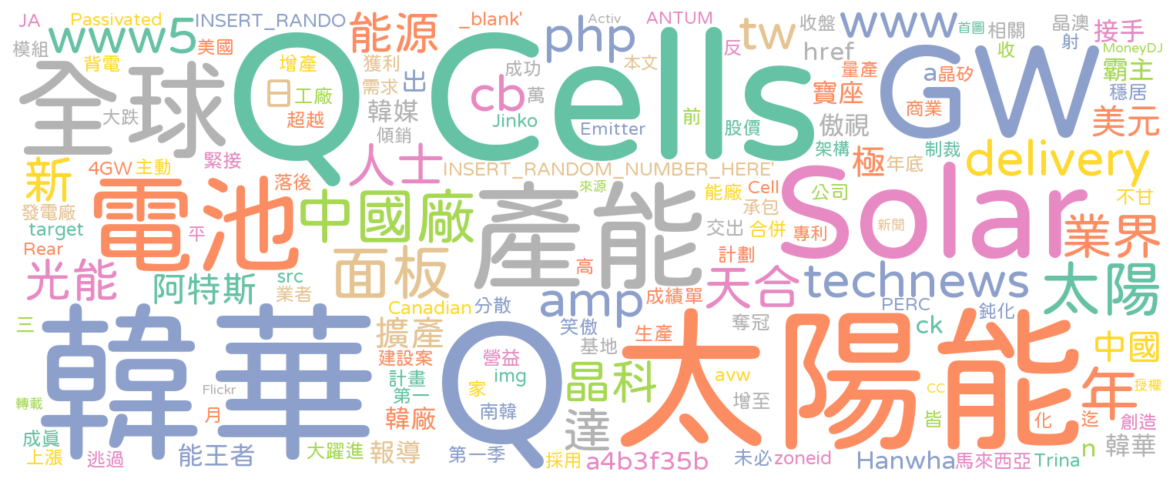 JA Passivated INSERT_RANDO 能源 _blank' php ANTUM Activ tw 收盤 www 首圖 相關 晶澳 射 接手
模組 www5 美國 背電 增產 獲利 需求 出 成功 萬 本文 反 href a 晶矽 收 MoneyDJ 霸主
全球 Q Cells GW
大跌 日 工廠 超越 韓媒 傾銷 cb Jinko Emitter 前 股價 傲視 量產 寶座 商業 穩居 美元
新 4GW 主動 緊接 人士 INSERT_RANDOM_NUMBER_HERE' 架構 極 制裁 年底 delivery
發電廠 電池 落後 中國廠 產能 來源 能廠 Cell 承包 公司 Solar 不甘 業界
target 平 Rear 面板 高 交出 合併 專利 計劃 新聞
光能 阿特斯 src 業者 Canadian 分散 amp 成績單 天合 technews 太陽
三 韓華 Q 太陽能
擴產 建設案 笑傲 基地 生產 奪冠 PERC ck 鈍化 中國
計畫 第一 營益 img 家 南韓 晶科 avw 增至 cc 授權 年
轉載 Flickr 月 韓廠 達 皆 化 迄 創造
成真 上漲 逃過 能王者 大躍進 報導 第一季 採用 a4b3f35b 未必 zoneid Hanwha 馬來西亞 Trina n 韓華